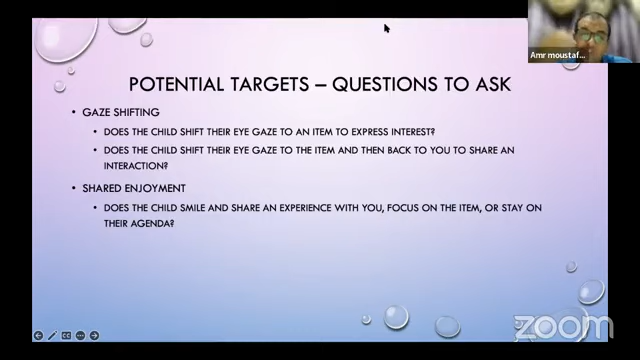 Amr moustaf...
POTENTIAL TARGETS – QUESTIONS TO ASK
• GAZE SHIFTING
• DOES THE CHILD SHIFT THEIR EYE GAZE TO AN ITEM TO EXPRESS INTEREST?
• DOES THE CHILD SHIFT THEIR EYE GAZE TO THE ITEM AND THEN BACK TO YOU TO SHARE AN
INTERACTION?
• SHARED ENJOYMENT
• DOES THE CHILD SMILE AND SHARE AN EXPERIENCE WITH YOU, FOCUS ON THE ITEM, OR STAY ON
THEIR AGENDA?
zoom